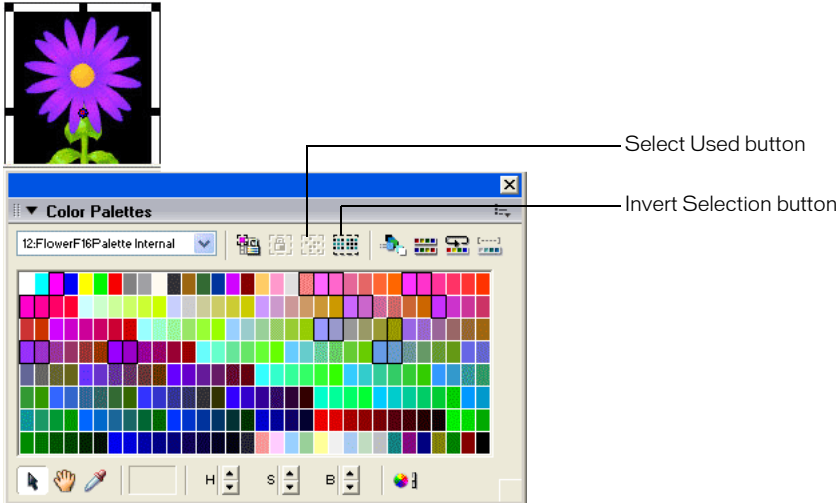 Select Used button
Invert Selection button
Color Palettes
12:FlowerF16Palette Internal
H
S
B